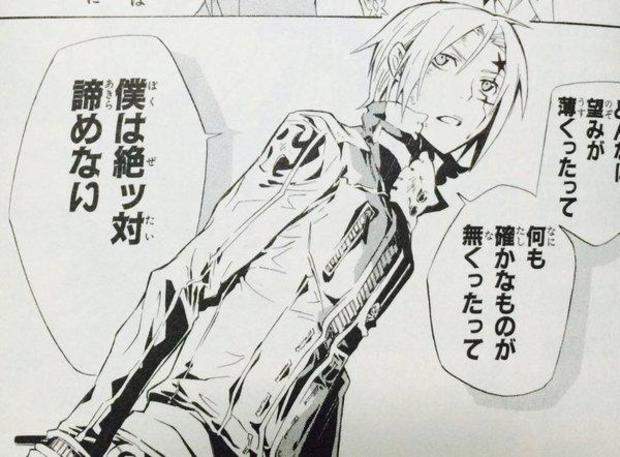 どんなに
望みが
薄くったって
何も
確かなものが
無くったって
僕は絶ッ対
諦めない